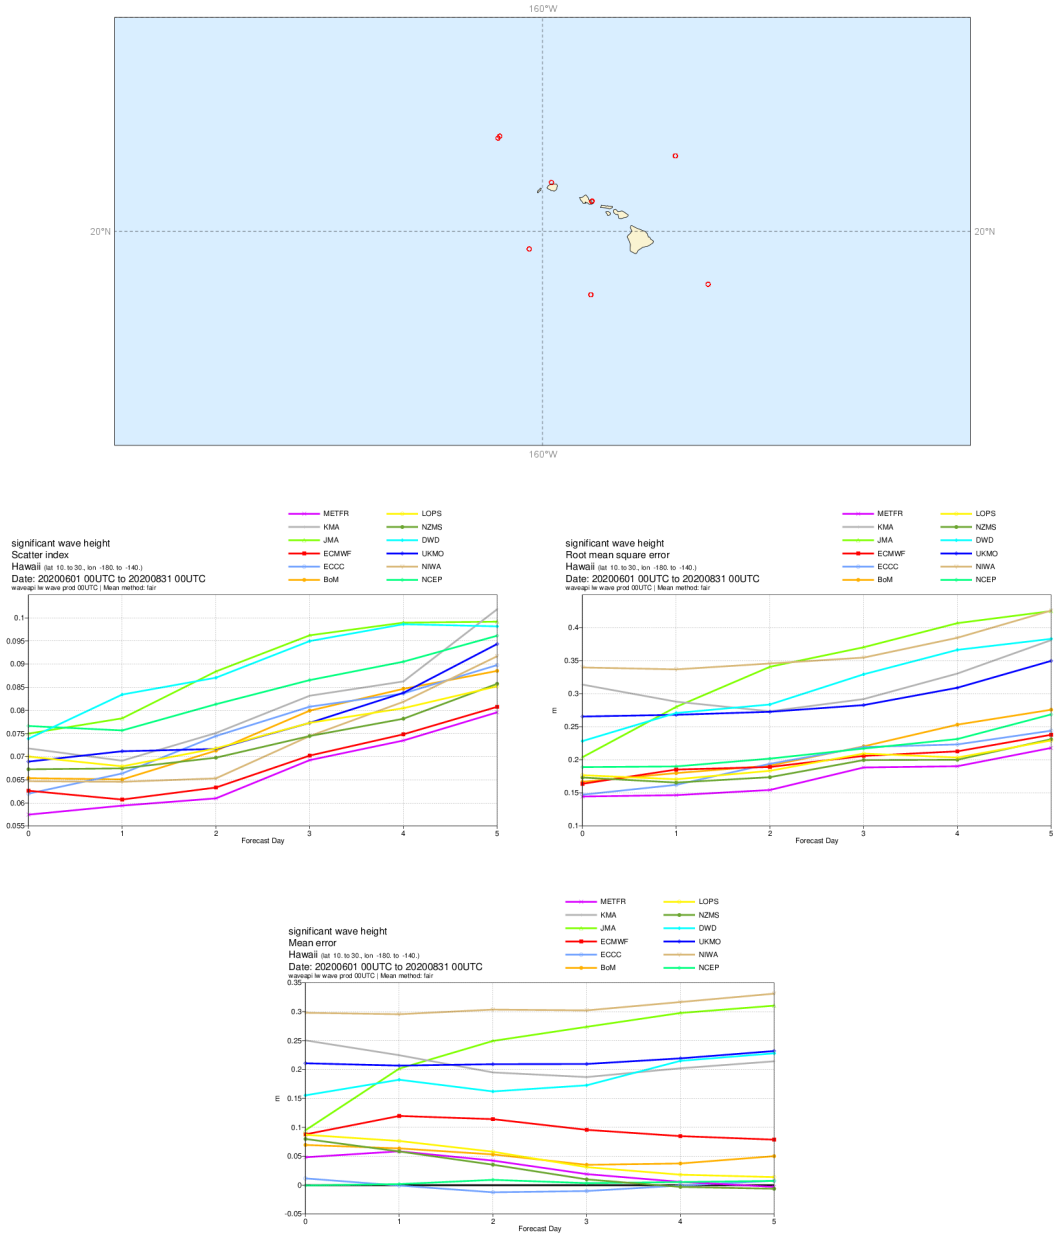 160°W
20°N
20°N
160°W
METFR
LOPS
KMA
NZMS
JMA
DWD
ECMWF
UKMO
ECCC
NIWA
BoM
NCEP
significant wave height
Scatter index
Hawaii (lat 10. to 30., lon -180. to -140.)
Date: 20200601 00UTC to 20200831 00UTC
waveapi lw wave prod 00UTC | Mean method: fair
0.1
0.095
0.09
0.085
0.08
0.075
0.07
0.065
0.06
0.055
0 1 2 3 4 5
Forecast Day
METFR
LOPS
KMA
NZMS
JMA
DWD
ECMWF
UKMO
ECCC
NIWA
BoM
NCEP
significant wave height
Root mean square error
Hawaii (lat 10. to 30., lon -180. to -140.)
Date: 20200601 00UTC to 20200831 00UTC
waveapi lw wave prod 00UTC | Mean method: fair
0.4
0.35
0.3
0.25
0.2
0.15
0.1
m
0 1 2 3 4 5
Forecast Day
METFR
LOPS
KMA
NZMS
JMA
DWD
ECMWF
UKMO
ECCC
NIWA
BoM
NCEP
significant wave height
Mean error
Hawaii (lat 10. to 30., lon -180. to -140.)
Date: 20200601 00UTC to 20200831 00UTC
waveapi lw wave prod 00UTC | Mean method: fair
0.35
0.3
0.25
0.2
0.15
0.1
0.05
0
-0.05
m
0 1 2 3 4 5
Forecast Day